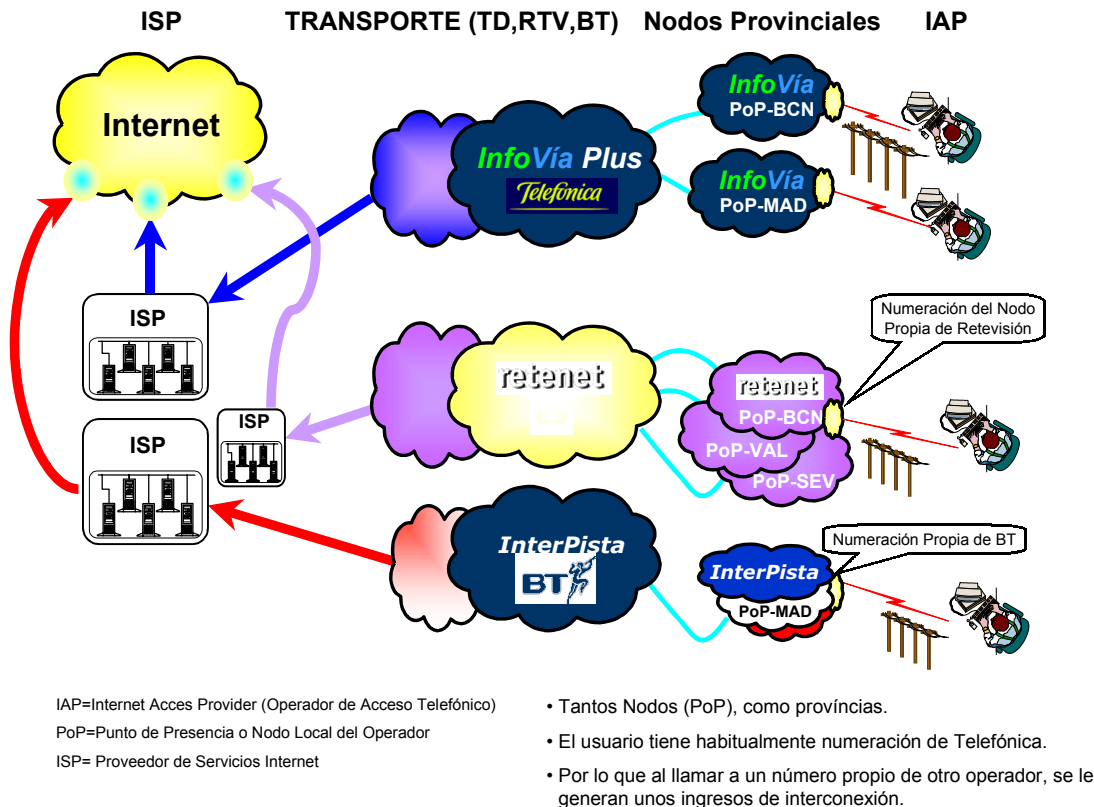 ISP
TRANSPORTE (TD,RTV,BT)
Nodos Provinciales
IAP
Internet
InfoVía Plus
Telefónica
InfoVía
PoP-BCN
InfoVía
PoP-MAD
ISP
ISP
ISP
retenet
retenet
PoP-BCN
PoP-VAL
PoP-SEV
Numeración del Nodo
Propia de Retevisión
InterPista
BT
InterPista
PoP-MAD
Numeración Propia de BT
IAP=Internet Acces Provider (Operador de Acceso Telefónico)
PoP=Punto de Presencia o Nodo Local del Operador
ISP= Proveedor de Servicios Internet
• Tantos Nodos (PoP), como províncias.
• El usuario tiene habitualmente numeración de Telefónica.
• Por lo que al llamar a un número propio de otro operador, se le
generan unos ingresos de interconexión.